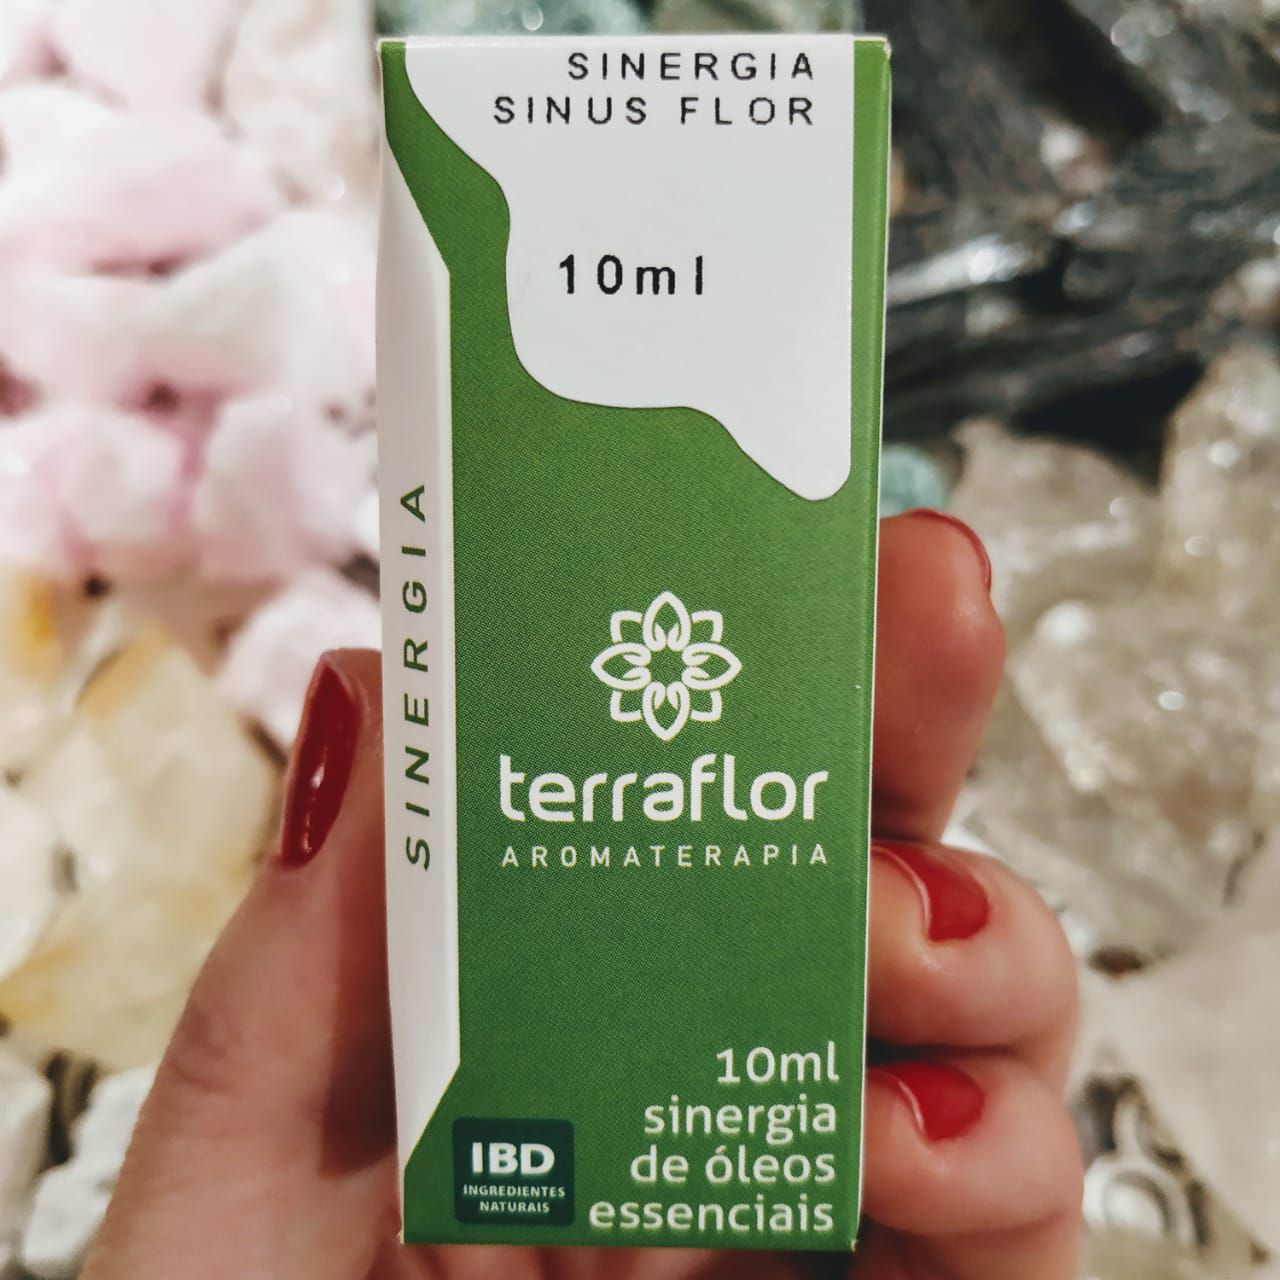 SINERGIA
SINUS FLOR
10ml
SINERGIA
terraflor
AROMATERAPIA
10ml
sinergia
de óleos
essenciais
IBD
INGREDIENTES
NATURAIS